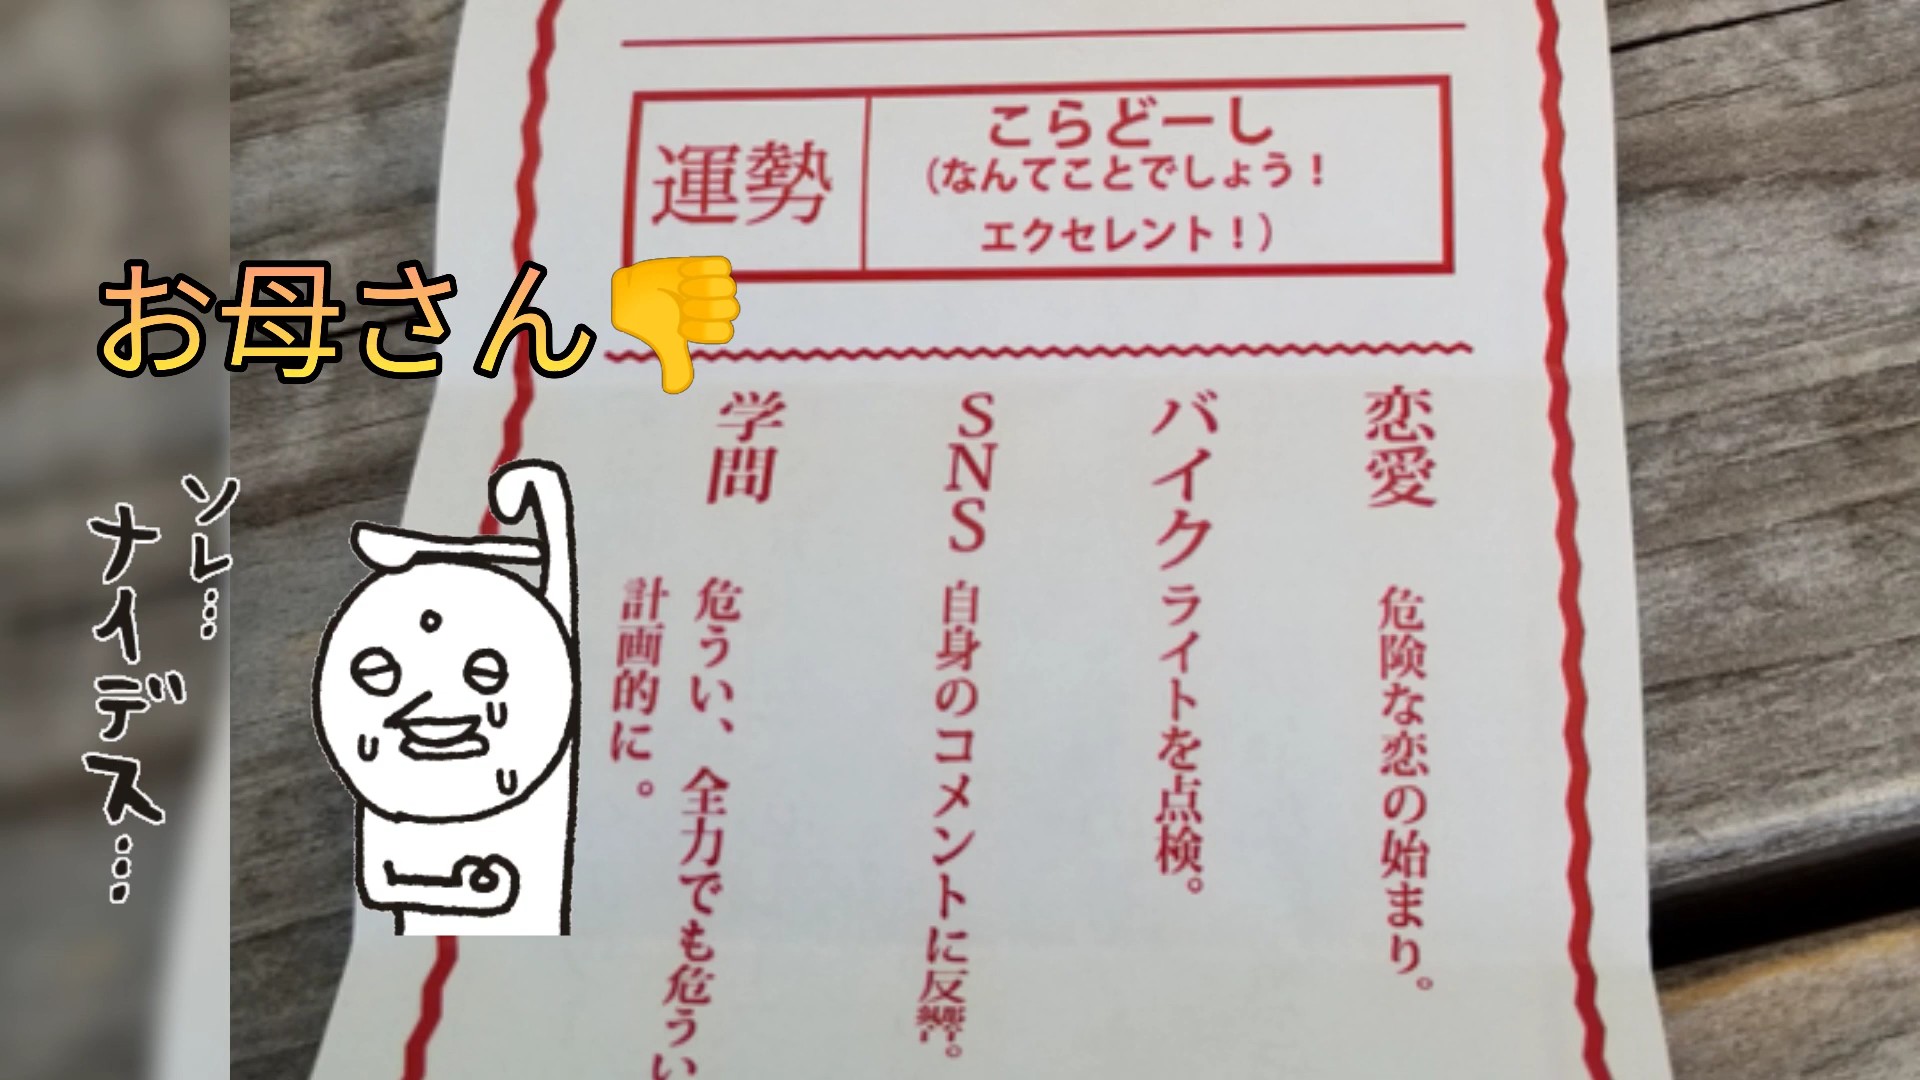 運勢
こらどーし
(なんてことでしょう!
エクセレント!)
お母さん👎
恋愛
危険な恋の始まり。
バイク
ライトを点検。
SNS
自身のコメントに反響。
学問
危うい、全力でも危うい
計画的に。
ソレ…
ナイデス…